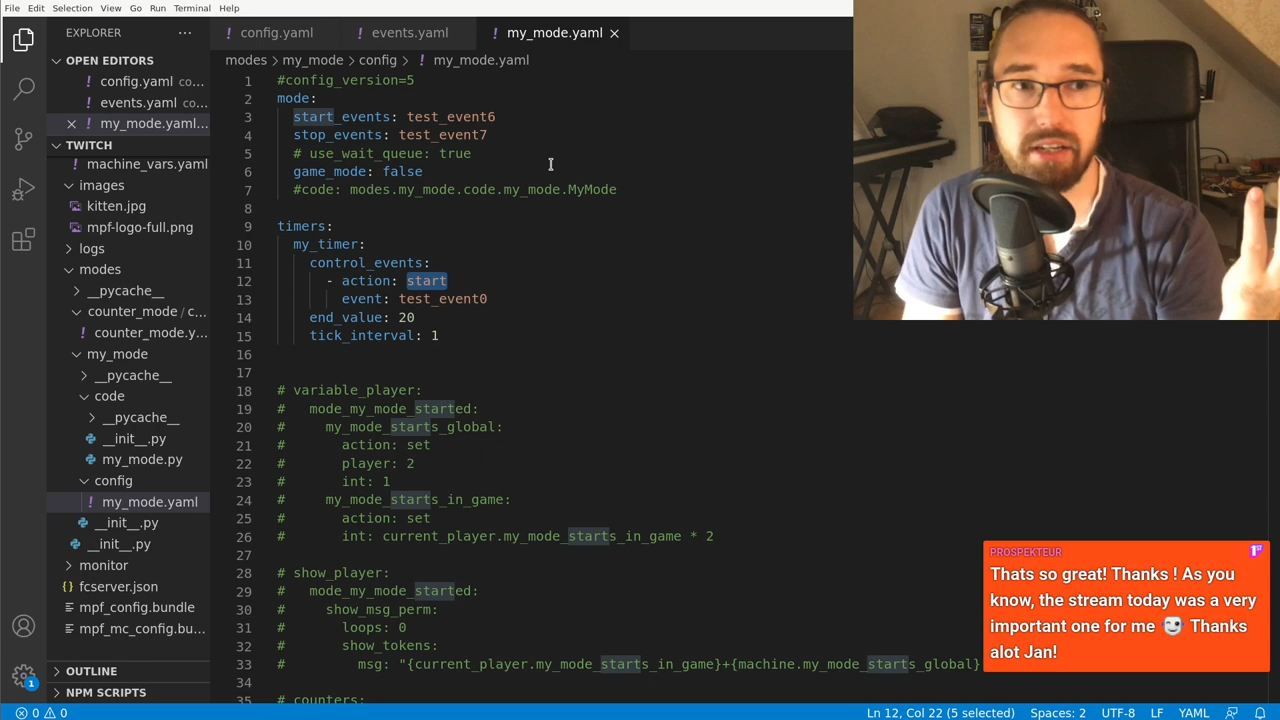 File Edit Selection View Go Run Terminal Help
EXPLORER
OPEN EDITORS
config.yaml co...
events.yaml co...
my_mode.yaml...
TWITCH
machine_vars.yaml
images
kitten.jpg
mpf-logo-full.png
logs
modes
__pycache__
counter_mode / c...
counter_mode.y...
my_mode
__pycache__
code
__pycache__
__init__.py
my_mode.py
config
my_mode.yaml
__init__.py
__init__.py
monitor
fcserver.json
mpf_config.bundle
mpf_mc_config.bu...
OUTLINE
NPM SCRIPTS
1
config.yaml events.yaml my_mode.yaml
modes > my_mode > config > my_mode.yaml
1 #config_version=5
2 mode:
3 start_events: test_event6
4 stop_events: test_event7
5 # use_wait_queue: true
6 game_mode: false
7 #code: modes.my_mode.code.my_mode.MyMode
8
9 timers:
10 my_timer:
11 control_events:
12 - action: start
13 event: test_event0
14 end_value: 20
15 tick_interval: 1
16
17
18 # variable_player:
19 # mode_my_mode_started:
20 # my_mode_starts_global:
21 # action: set
22 # player: 2
23 # int: 1
24 # my_mode_starts_in_game:
25 # action: set
26 # int: current_player.my_mode_starts_in_game * 2
27
28 # show_player:
29 # mode_my_mode_started:
30 # show_msg_perm:
31 # loops: 0
32 # show_tokens:
33 # msg: "{current_player.my_mode_starts_in_game}+{machine.my_mode_starts_global}
34
35 # counters:
PROSPEKTEUR
1st
Thats so great! Thanks ! As you
know, the stream today was a very
important one for me Thanks
alot Jan!
0 0 Ln 12, Col 22 (5 selected) Spaces: 2 UTF-8 LF YAML